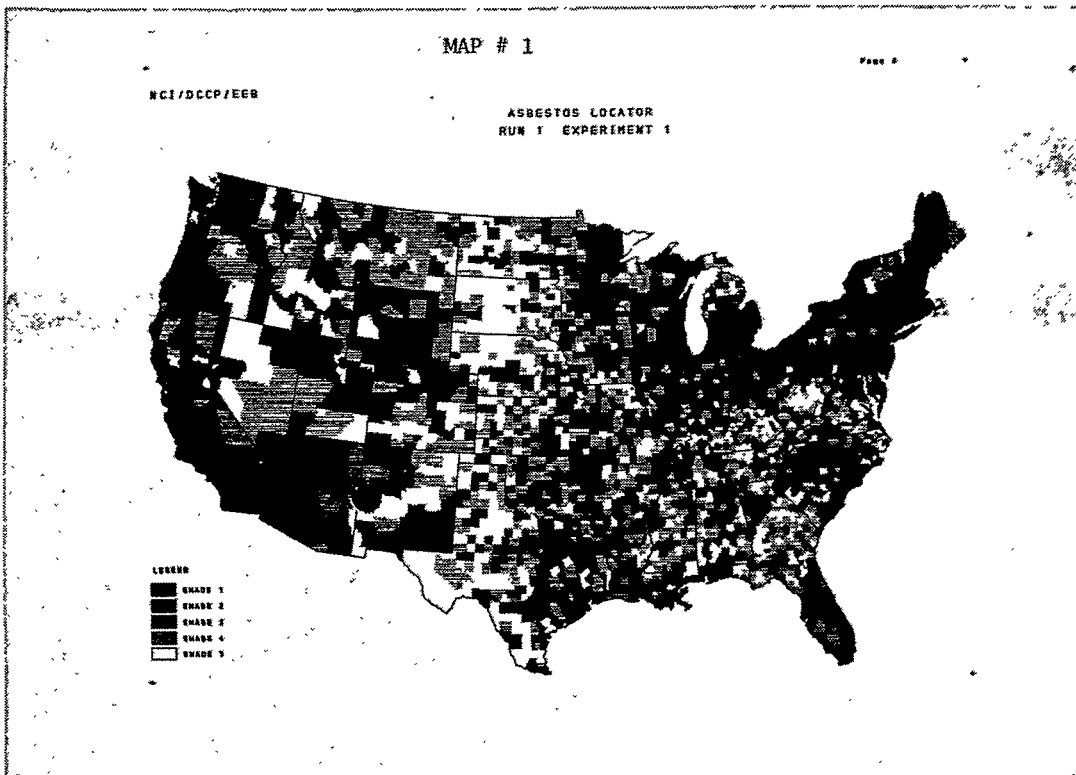 MAP # 1
Page
NCI/DCCP/EEB
ASBESTOS LOCATOR
RUN 1 EXPERIMENT 1
LEGEND
SHADE 1
SHADE 2
SHADE 3
SHADE 4
SHADE 5